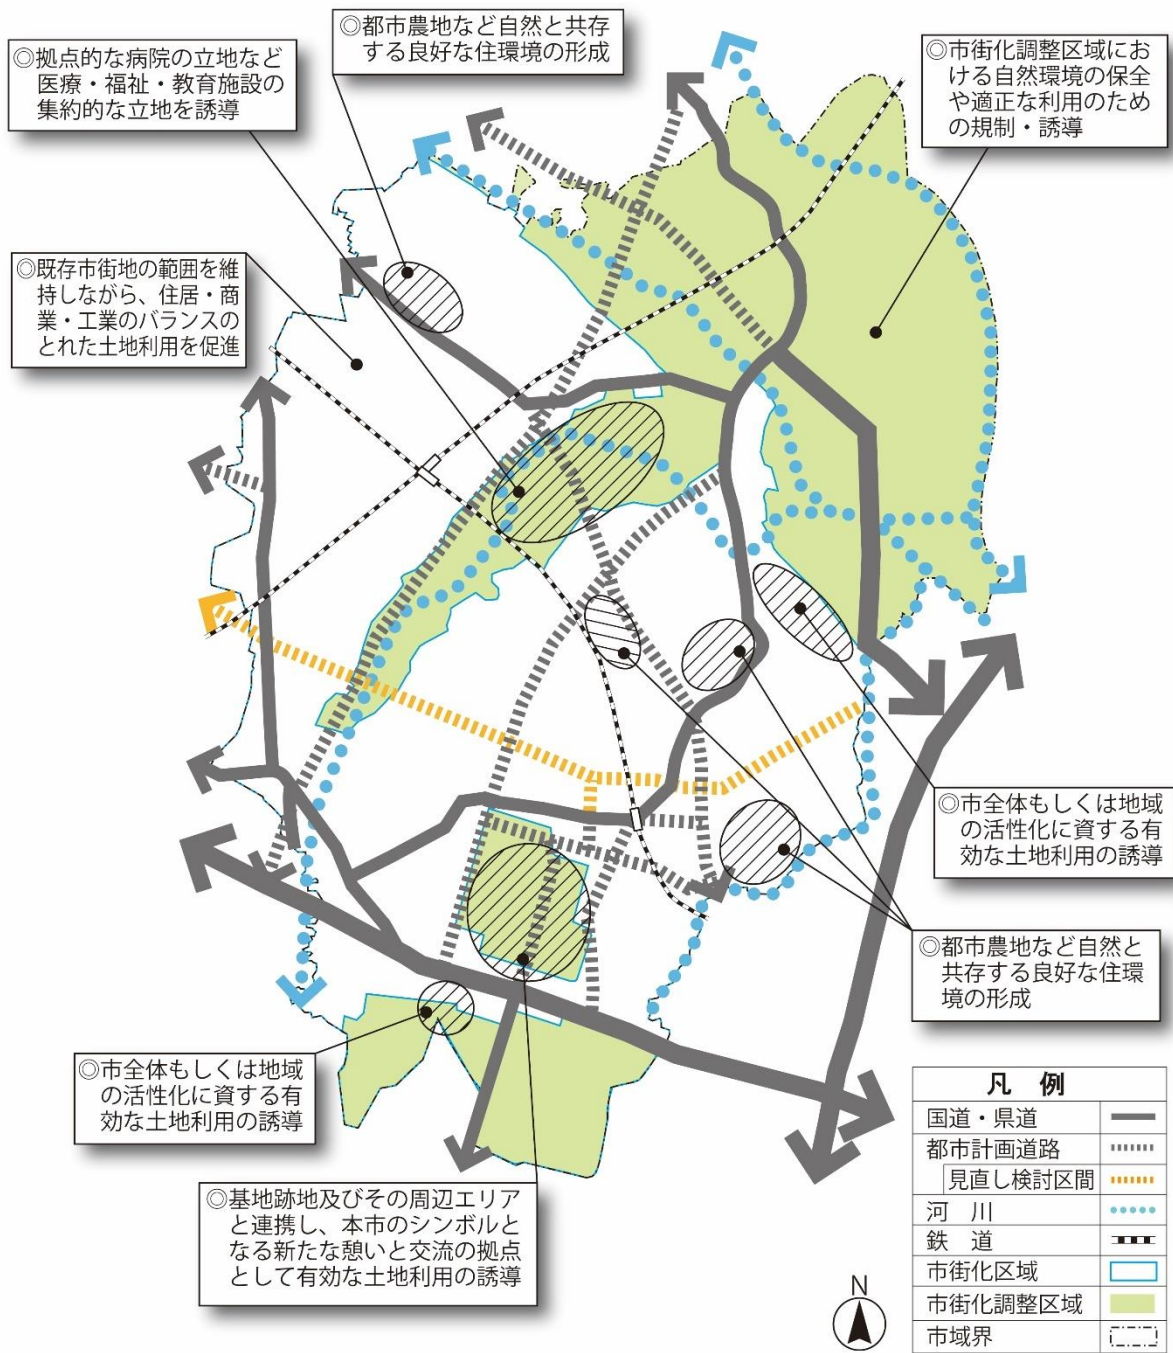 ◎都市農地など自然と共存
する良好な住環境の形成
◎拠点的な病院の立地など
医療・福祉・教育施設の
集約的な立地を誘導
◎市街化調整区域にお
ける自然環境の保全
や適正な利用のため
の規制・誘導
◎既存市街地の範囲を維
持しながら、住居・商
業・工業のバランスの
とれた土地利用を促進
◎市全体もしくは地域
の活性化に資する有
効な土地利用の誘導
◎都市農地など自然と
共存する良好な住環
境の形成
◎市全体もしくは地域
の活性化に資する有
効な土地利用の誘導
◎基地跡地及びその周辺エリア
と連携し、本市のシンボルと
なる新たな憩いと交流の拠点
として有効な土地利用の誘導
N
凡 例
国道・県道
都市計画道路
見直し検討区間
河 川
鉄 道
市街化区域
市街化調整区域
市域界